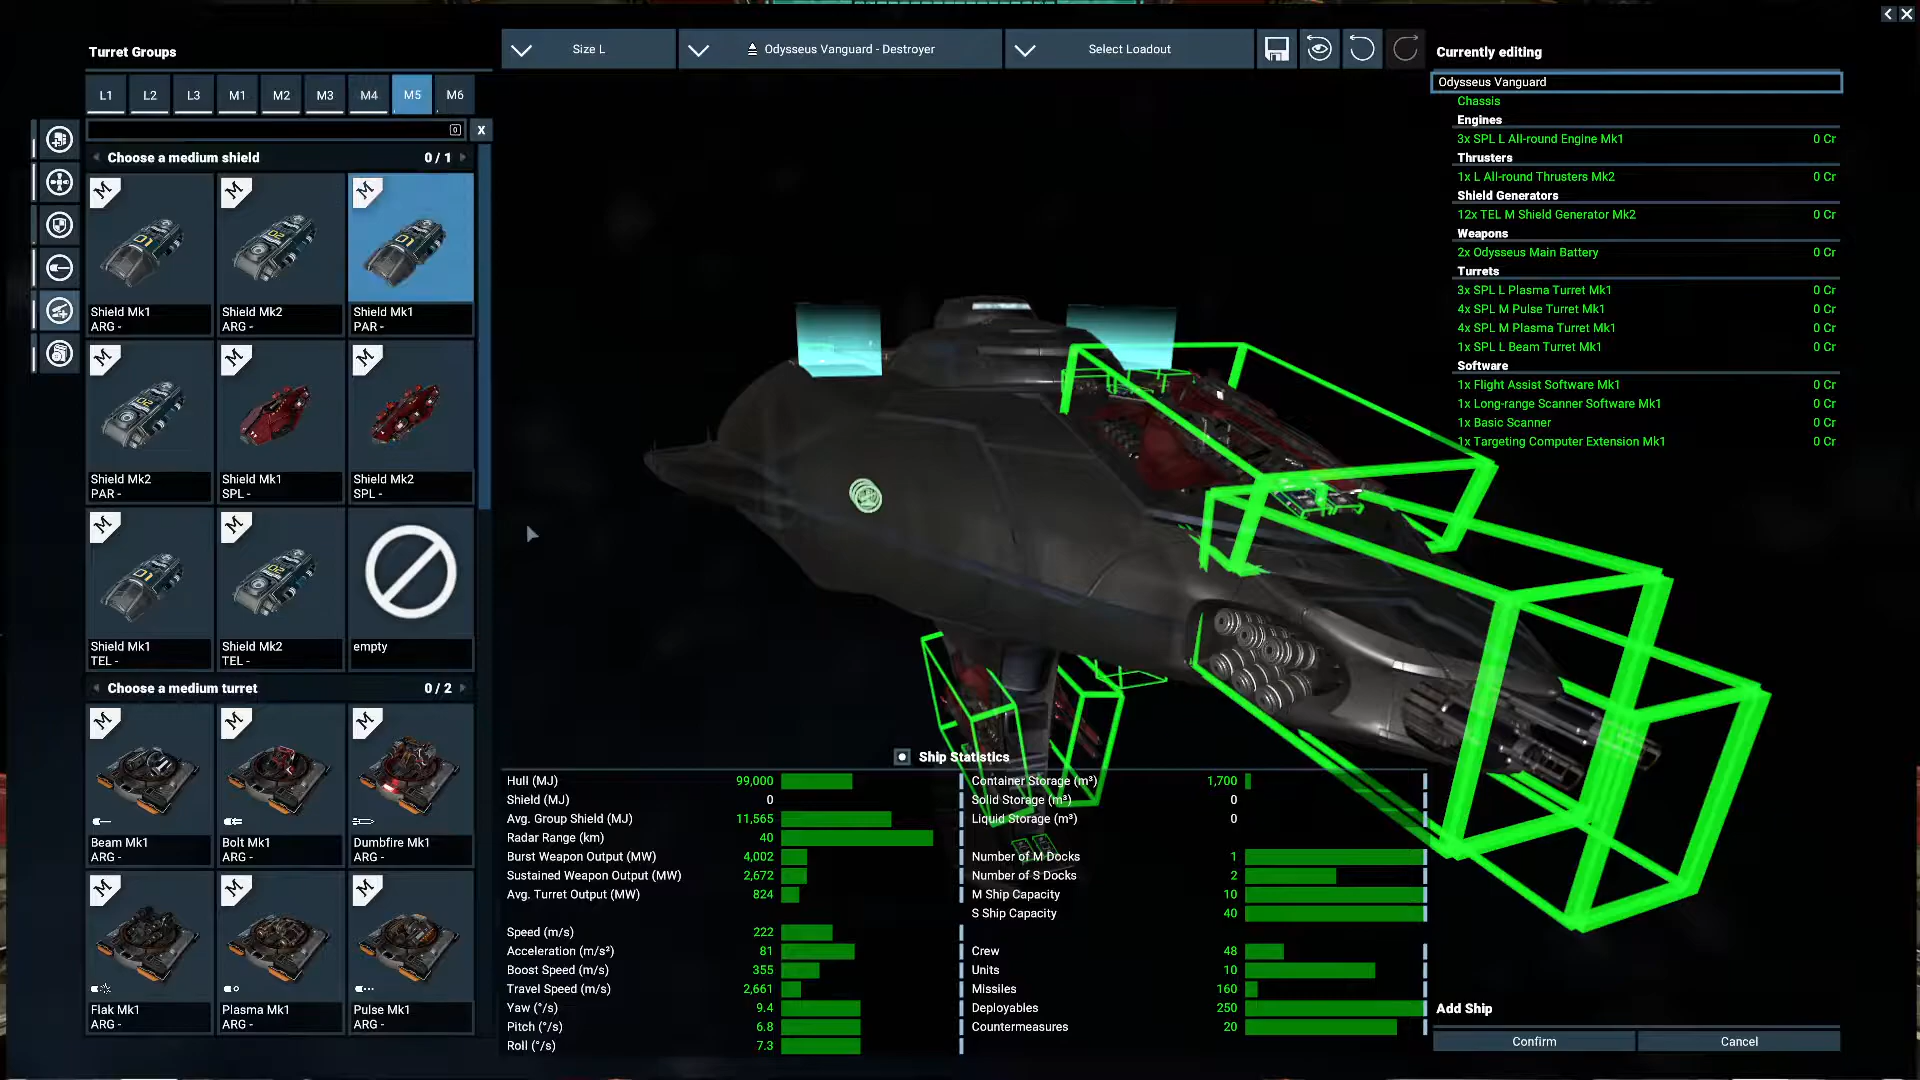 Turret Groups
L1
L2
L3
M1
M2
M3
M4
M5
M6
X
Choose a medium shield 0 / 1
Shield Mk1
ARG -
Shield Mk2
ARG -
Shield Mk1
PAR -
Shield Mk2
PAR -
Shield Mk1
SPL -
Shield Mk2
SPL -
Shield Mk1
TEL -
Shield Mk2
TEL -
empty
Choose a medium turret 0 / 2
Beam Mk1
ARG -
Bolt Mk1
ARG -
Dumbfire Mk1
ARG -
Flak Mk1
ARG -
Plasma Mk1
ARG -
Pulse Mk1
ARG -
Size L
Odysseus Vanguard - Destroyer
Select Loadout
Ship Statistics
Hull (MJ) 99,000
Shield (MJ) 0
Avg. Group Shield (MJ) 11,565
Radar Range (km) 40
Burst Weapon Output (MW) 4,002
Sustained Weapon Output (MW) 2,672
Avg. Turret Output (MW) 824
Speed (m/s) 222
Acceleration (m/s²) 81
Boost Speed (m/s) 355
Travel Speed (m/s) 2,661
Yaw (°/s) 9.4
Pitch (°/s) 6.8
Roll (°/s) 7.3
Container Storage (m³) 1,700
Solid Storage (m³) 0
Liquid Storage (m³) 0
Number of M Docks 1
Number of S Docks 2
M Ship Capacity 10
S Ship Capacity 40
Crew 48
Units 10
Missiles 160
Deployables 250
Countermeasures 20
Currently editing
Odysseus Vanguard
Chassis
Engines
3x SPL L All-round Engine Mk1 0 Cr
Thrusters
1x L All-round Thrusters Mk2 0 Cr
Shield Generators
12x TEL M Shield Generator Mk2 0 Cr
Weapons
2x Odysseus Main Battery 0 Cr
Turrets
3x SPL L Plasma Turret Mk1 0 Cr
4x SPL M Pulse Turret Mk1 0 Cr
4x SPL M Plasma Turret Mk1 0 Cr
1x SPL L Beam Turret Mk1 0 Cr
Software
1x Flight Assist Software Mk1 0 Cr
1x Long-range Scanner Software Mk1 0 Cr
1x Basic Scanner 0 Cr
1x Targeting Computer Extension Mk1 0 Cr
Add Ship
Confirm
Cancel